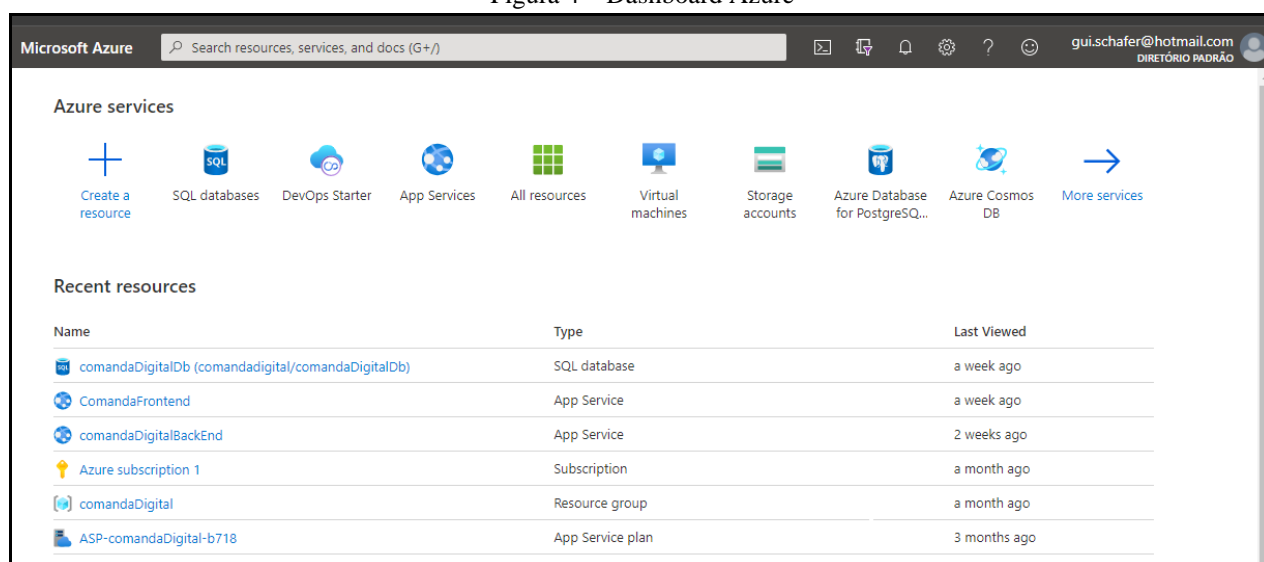 Figura 4 – Dashboard Azure
Microsoft Azure
Search resources, services, and docs (G+/)
gui.schafer@hotmail.com
DIRETÓRIO PADRÃO
Azure services
Create a resource
SQL databases
DevOps Starter
App Services
All resources
Virtual machines
Storage accounts
Azure Database for PostgreSQ...
Azure Cosmos DB
More services
Recent resources
Name Type Last Viewed
comandaDigitalDb (comandadigital/comandaDigitalDb) SQL database a week ago
ComandaFrontend App Service a week ago
comandaDigitalBackEnd App Service 2 weeks ago
Azure subscription 1 Subscription a month ago
comandaDigital Resource group a month ago
ASP-comandaDigital-b718 App Service plan 3 months ago